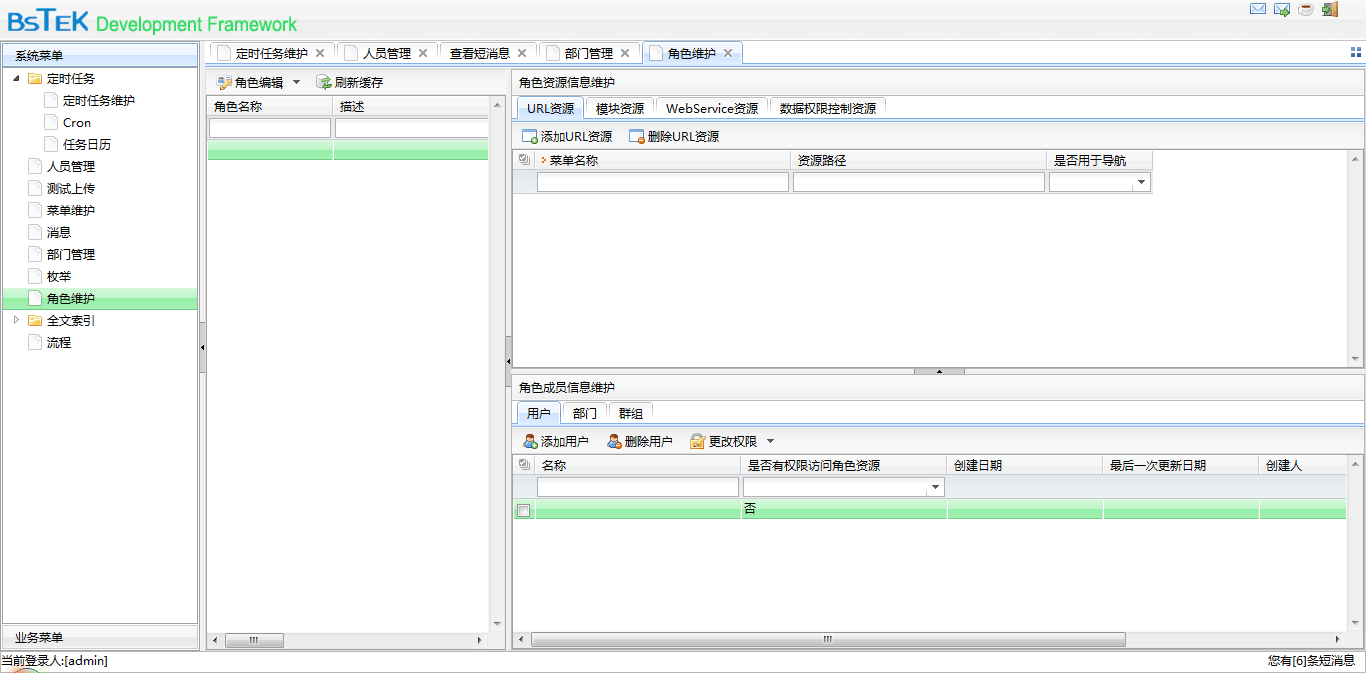 BSTEK Development Framework
系统菜单
定时任务
定时任务维护
Cron
任务日历
人员管理
测试上传
菜单维护
消息
部门管理
枚举
角色维护
全文索引
流程
业务菜单
定时任务维护 人员管理 查看短消息 部门管理 角色维护
角色编辑 刷新缓存
角色名称 描述
角色资源信息维护
URL资源 模块资源 WebService资源 数据权限控制资源
添加URL资源 删除URL资源
菜单名称 资源路径 是否用于导航
角色成员信息维护
用户 部门 群组
添加用户 删除用户 更改权限
名称 是否有权限访问角色资源 创建日期 最后一次更新日期 创建人
否
当前登录人:[admin] 您有[6]条短消息